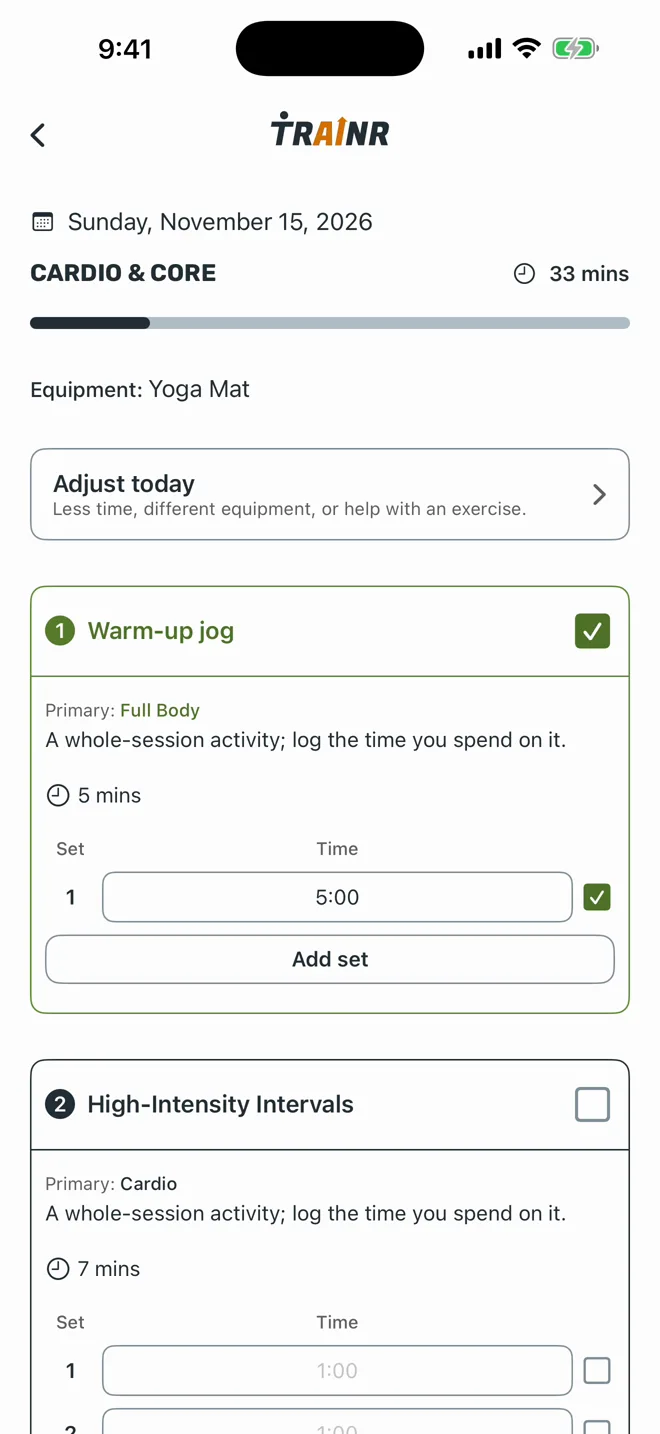 9:41
TRAINR
Sunday, November 15, 2026
CARDIO & CORE
33 mins
Equipment: Yoga Mat
Adjust today
Less time, different equipment, or help with an exercise.
1 Warm-up jog
Primary: Full Body
A whole-session activity; log the time you spend on it.
5 mins
Set Time
1 5:00
Add set
2 High-Intensity Intervals
Primary: Cardio
A whole-session activity; log the time you spend on it.
7 mins
Set Time
1 1:00
2 1:00